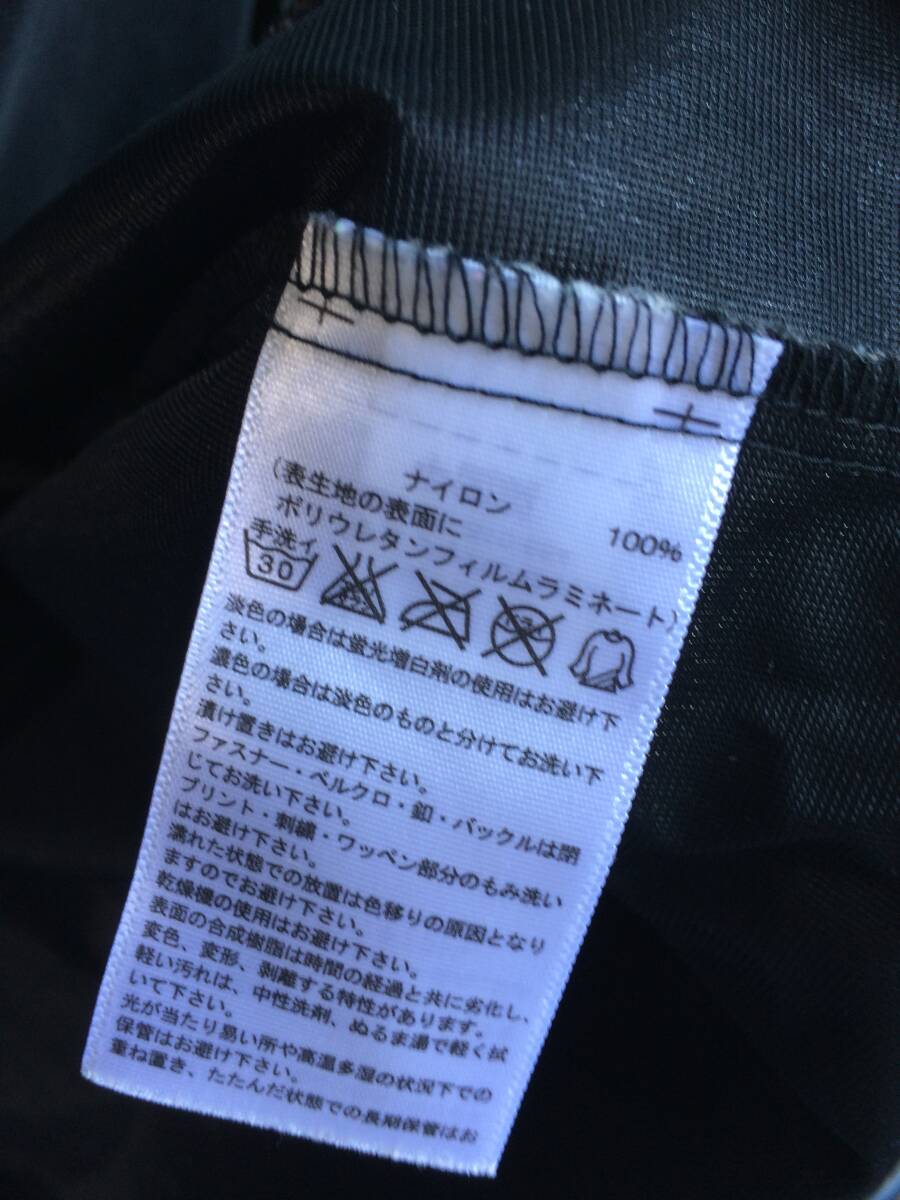 ナイロン 100%
(表生地の表面に
ポリウレタンフィルムラミネート)
手洗イ
30
淡色の場合は蛍光増白剤の使用はお避け下
さい。
濃色の場合は淡色のものと分けてお洗い下
さい。
漬け置きはお避け下さい。
ファスナー・ベルクロ・釦・バックルは閉
じてお洗い下さい。
プリント・刺繍・ワッペン部分のもみ洗い
はお避け下さい。
濡れた状態での放置は色移りの原因となり
ますのでお避け下さい。
乾燥機の使用はお避け下さい。
表面の合成樹脂は時間の経過と共に劣化し、
変色、変形、剥離する特性があります。
軽い汚れは、中性洗剤、ぬるま湯で軽く拭
いて下さい。
光が当たり易い所や高温多湿の状況下での
保管はお避け下さい。
重ね置き、たたんだ状態での長期保管はお